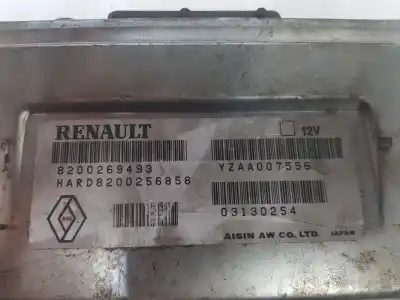 RENAULT
12V
8200269493
YZAA007556
HARD8200256858
03130254
AISIN AW CO., LTD. JAPAN